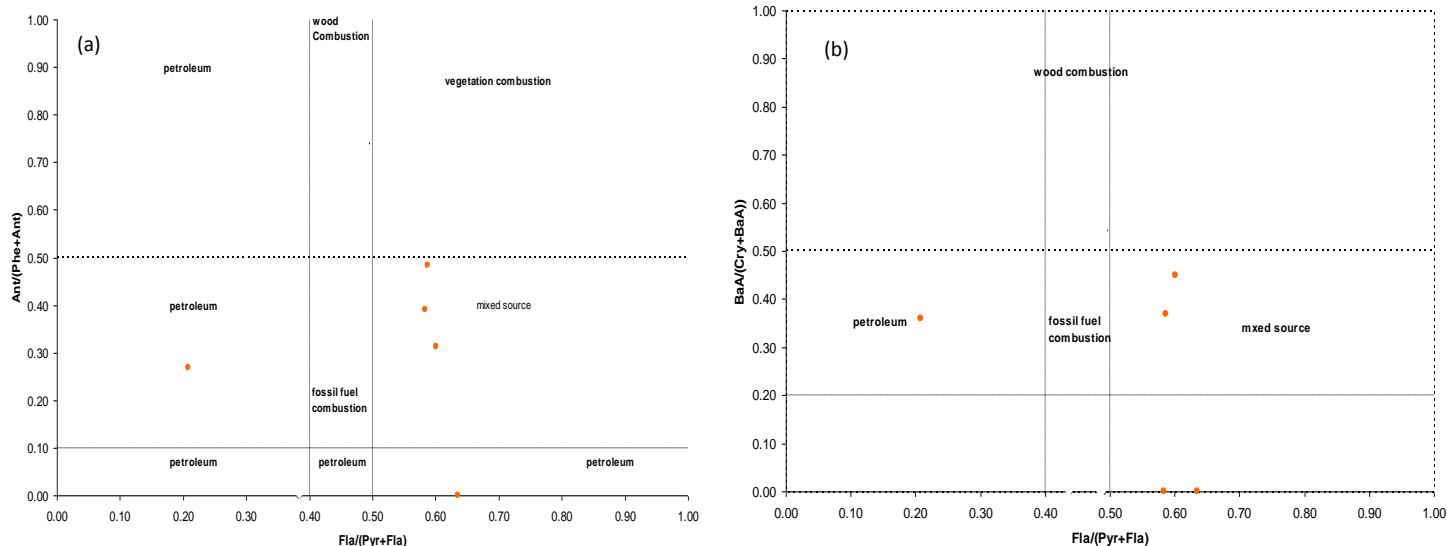 (a)
1.00
0.90
0.80
0.70
0.60
0.50
0.40
0.30
0.20
0.10
0.00
Ant/(Phe+Ant)
wood
Combustion
petroleum
vegetation combustion
petroleum
mixed source
fossil fuel
combustion
petroleum
petroleum
petroleum
0.00 0.10 0.20 0.30 0.40 0.50 0.60 0.70 0.80 0.90 1.00
Fla/(Pyr+Fla)
(b)
1.00
0.90
0.80
0.70
0.60
0.50
0.40
0.30
0.20
0.10
0.00
BaA/(Cry+BaA))
wood combustion
petroleum
fossil fuel
combustion
mxed source
0.00 0.10 0.20 0.30 0.40 0.50 0.60 0.70 0.80 0.90 1.00
Fla/(Pyr+Fla)